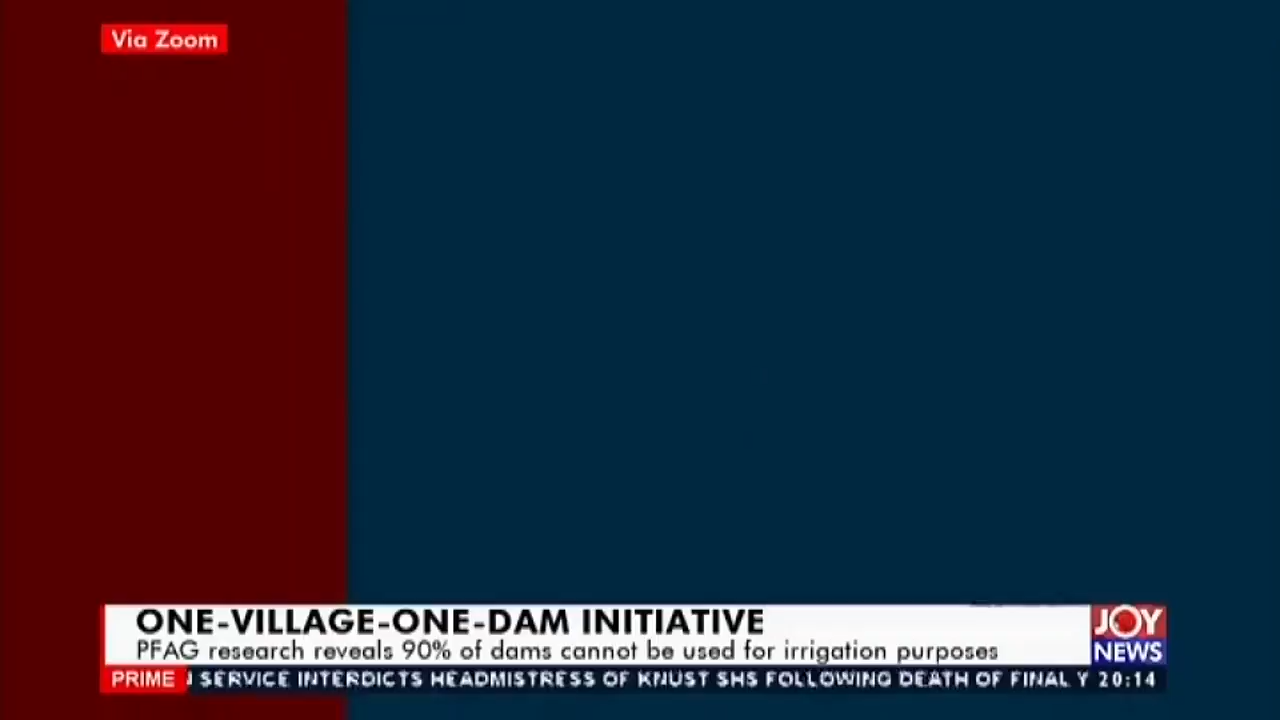 Via Zoom
ONE-VILLAGE-ONE-DAM INITIATIVE
PFAG research reveals 90% of dams cannot be used for irrigation purposes
JOY
NEWS
PRIME SERVICE INTERDICTS HEADMISTRESS OF KNUST SHS FOLLOWING DEATH OF FINAL Y 20:14